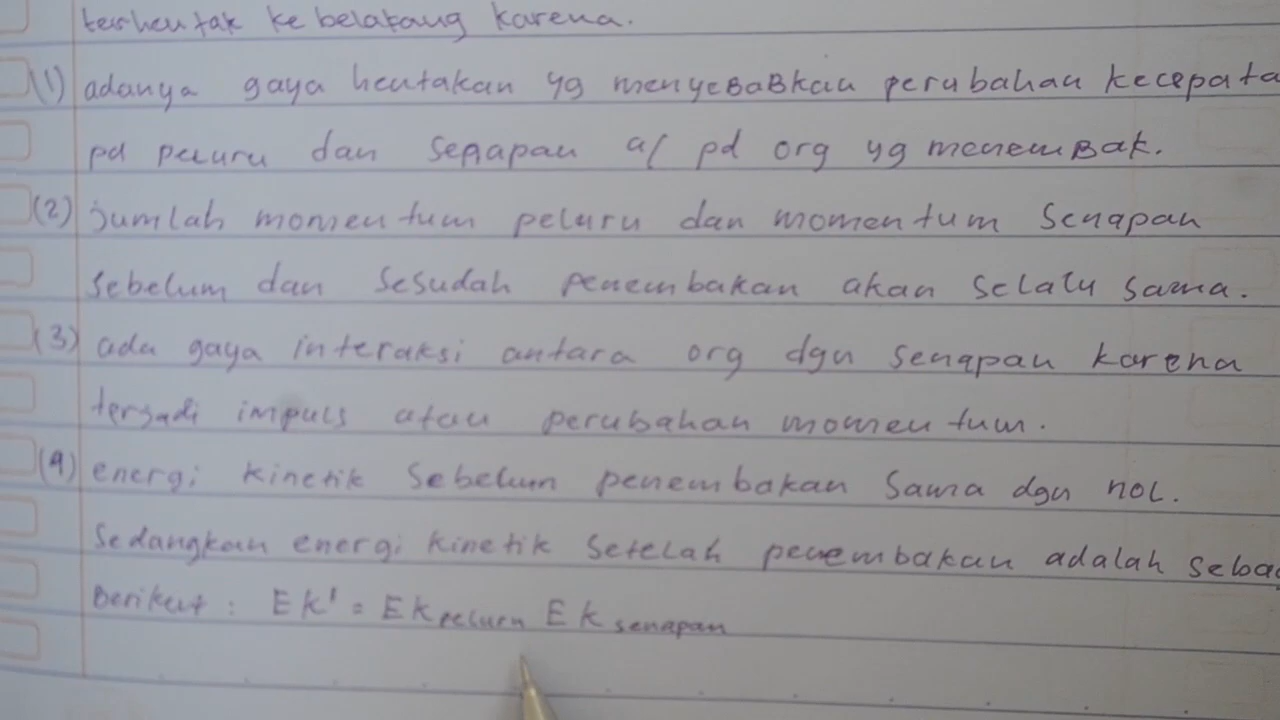 terhentak ke belakang karena.
(1) adanya gaya hentakan yg menyebabkan perubahan kecepata
pd peluru dan senapan a/ pd org yg menembak.
(2) jumlah momentum peluru dan momentum senapan
sebelum dan sesudah penembakan akan selalu sama.
(3) ada gaya interaksi antara org dgn senapan karena
terjadi impuls atau perubahan momentum.
(4) energi kinetik sebelum penembakan sama dgn nol.
Sedangkan energi kinetik setelah penembakan adalah seba
berikut : EK' = EK peluru EK senapan